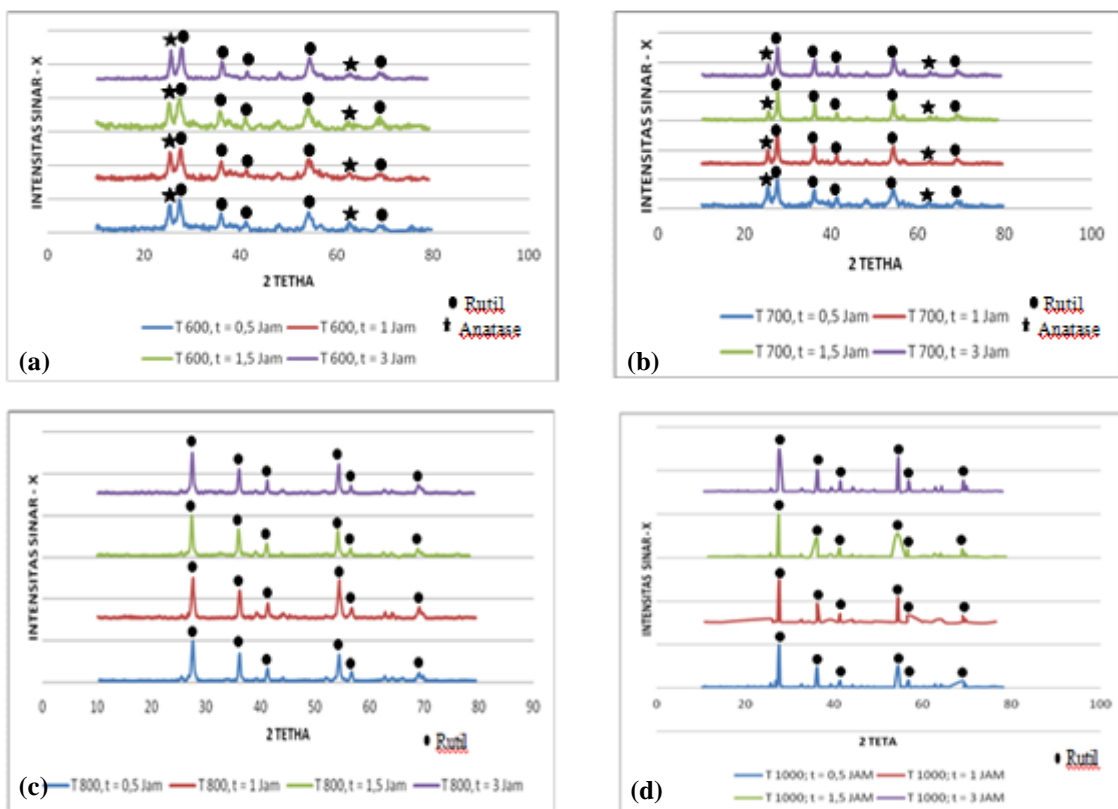 INTENSITAS SINAR - X
0 20 40 60 80 100
2 TETHA
Rutil
Anatase
T 600, t = 0,5 Jam T 600, t = 1 Jam
T 600, t = 1,5 Jam T 600, t = 3 Jam
(a)
INTENSITAS SINAR - X
0 20 40 60 80 100
2 TETHA
Rutil
Anatase
T 700, t = 0,5 Jam T 700, t = 1 Jam
T 700, t = 1,5 Jam T 700, t = 3 Jam
(b)
INTENSITAS SINAR - X
0 10 20 30 40 50 60 70 80 90
2 TETHA
Rutil
T 800, t = 0,5 Jam T 800, t = 1 Jam T 800, t = 1,5 Jam T 800, t = 3 Jam
(c)
INTENSITAS SINAR - X
0 20 40 60 80 100
2 TETA
Rutil
T 1000; t = 0,5 JAM T 1000; t = 1 JAM
T 1000; t = 1,5 JAM T 1000; t = 3 JAM
(d)